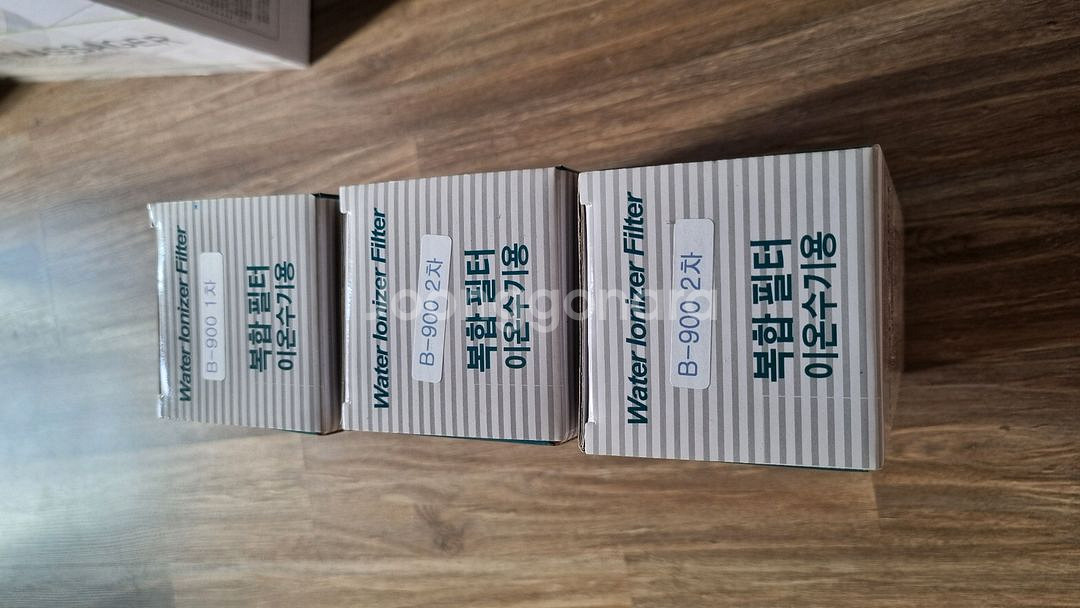 Water Ionizer Filter
B-900 1차
복합 필터
이온수기용
Water Ionizer Filter
B-900 2차
복합 필터
이온수기용
Water Ionizer Filter
B-900 2차
복합 필터
이온수기용